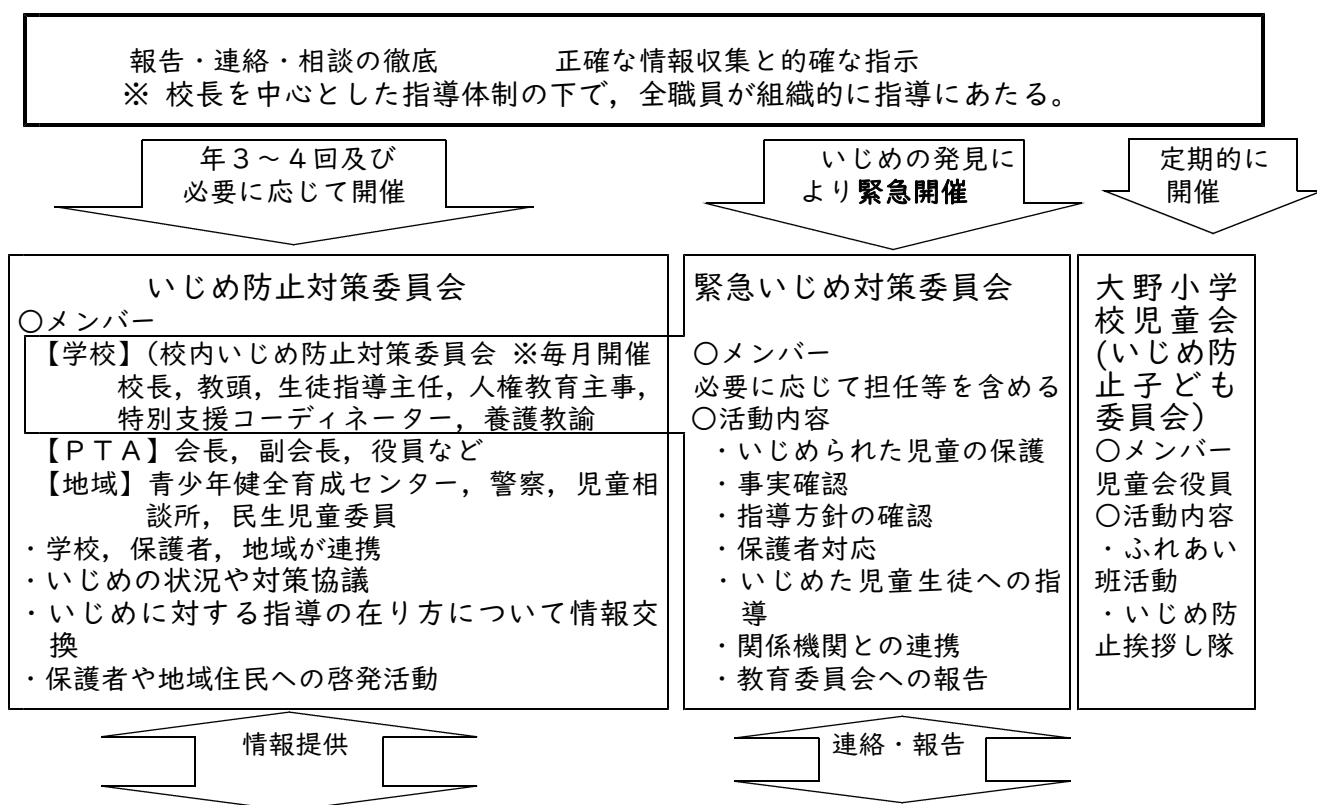 報告・連絡・相談の徹底　　　正確な情報収集と的確な指示
※ 校長を中心とした指導体制の下で，全職員が組織的に指導にあたる。
年３～４回及び
必要に応じて開催
いじめの発見に
より緊急開催
定期的に
開催
いじめ防止対策委員会
○メンバー
【学校】（校内いじめ防止対策委員会 ※毎月開催
校長，教頭，生徒指導主任，人権教育主事，
特別支援コーディネーター，養護教諭
【ＰＴＡ】会長，副会長，役員など
【地域】青少年健全育成センター，警察，児童相
談所，民生児童委員
・学校，保護者，地域が連携
・いじめの状況や対策協議
・いじめに対する指導の在り方について情報交
換
・保護者や地域住民への啓発活動
緊急いじめ対策委員会
○メンバー
必要に応じて担任等を含める
○活動内容
・いじめられた児童の保護
・事実確認
・指導方針の確認
・保護者対応
・いじめた児童生徒への指
導
・関係機関との連携
・教育委員会への報告
大野小学
校児童会
(いじめ防
止子ども
委員会）
○メンバー
児童会役員
○活動内容
・ふれあい
班活動
・いじめ防
止挨拶し隊
情報提供
連絡・報告